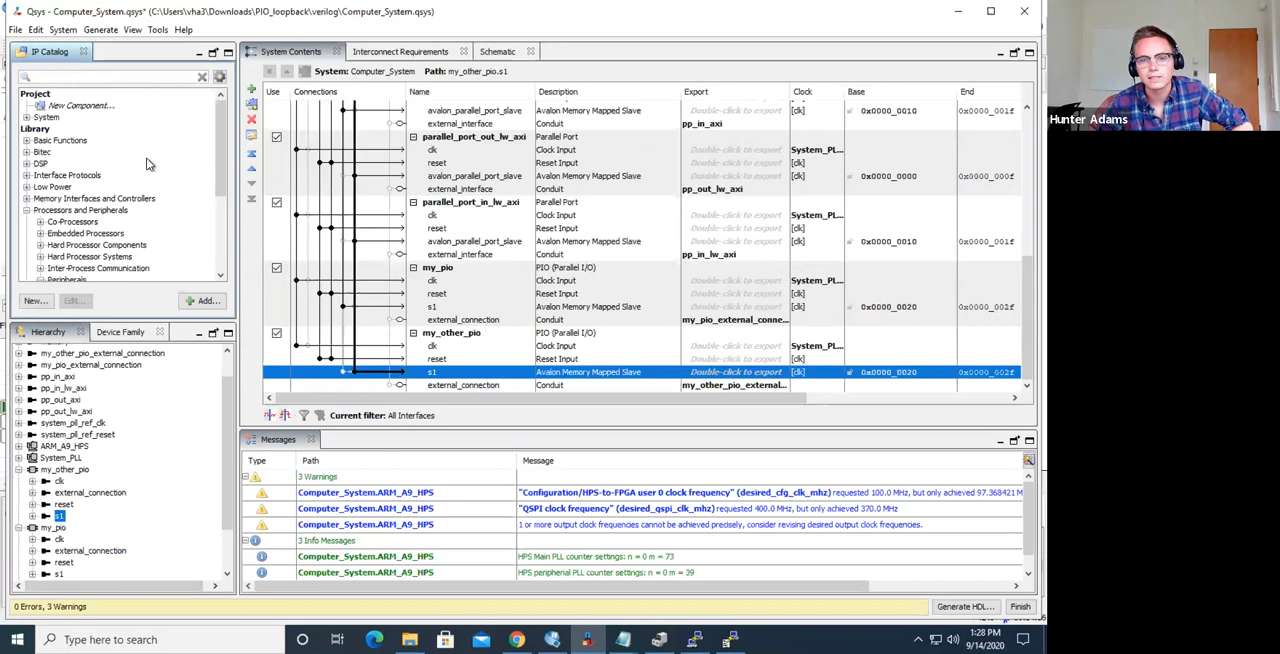 Qsys - Computer_System.qsys* (C:\Users\vha3\Downloads\PIO_loopback\verilog\Computer_System.qsys)
File Edit System Generate View Tools Help
IP Catalog
Project
New Component...
System
Library
Basic Functions
Bitec
DSP
Interface Protocols
Low Power
Memory Interfaces and Controllers
Processors and Peripherals
Co-Processors
Embedded Processors
Hard Processor Components
Hard Processor Systems
Inter-Process Communication
Peripherals
New... Edit... Add...
Hierarchy Device Family
my_other_pio_external_connection
my_pio_external_connection
pp_in_axi
pp_in_lw_axi
pp_out_axi
pp_out_lw_axi
system_pll_ref_clk
system_pll_ref_reset
ARM_A9_HPS
System_PLL
my_other_pio
clk
external_connection
reset
s1
my_pio
clk
external_connection
reset
s1
System Contents Interconnect Requirements Schematic
System: Computer_System Path: my_other_pio.s1
Use Connections Name Description Export Clock Base End
avalon_parallel_port_slave Avalon Memory Mapped Slave Double-click to export [clk] 0x0000_0010 0x0000_001f
external_interface Conduit pp_in_axi
parallel_port_out_lw_axi Parallel Port
clk Clock Input Double-click to export System_PL...
reset Reset Input Double-click to export [clk]
avalon_parallel_port_slave Avalon Memory Mapped Slave Double-click to export [clk] 0x0000_0000 0x0000_000f
external_interface Conduit pp_out_lw_axi
parallel_port_in_lw_axi Parallel Port
clk Clock Input Double-click to export System_PL...
reset Reset Input Double-click to export [clk]
avalon_parallel_port_slave Avalon Memory Mapped Slave Double-click to export [clk] 0x0000_0010 0x0000_001f
external_interface Conduit pp_in_lw_axi
my_pio PIO (Parallel I/O)
clk Clock Input Double-click to export System_PL...
reset Reset Input Double-click to export [clk]
s1 Avalon Memory Mapped Slave Double-click to export [clk] 0x0000_0020 0x0000_002f
external_connection Conduit my_pio_external_conne...
my_other_pio PIO (Parallel I/O)
clk Clock Input Double-click to export System_PL...
reset Reset Input Double-click to export [clk]
s1 Avalon Memory Mapped Slave Double-click to export [clk] 0x0000_0020 0x0000_002f
external_connection Conduit my_other_pio_external...
Current filter: All Interfaces
Messages
Type Path Message
3 Warnings
Computer_System.ARM_A9_HPS "Configuration/HPS-to-FPGA user 0 clock frequency" (desired_cfg_clk_mhz) requested 100.0 MHz, but only achieved 97.368421 M
Computer_System.ARM_A9_HPS "QSPI clock frequency" (desired_qspi_clk_mhz) requested 400.0 MHz, but only achieved 370.0 MHz
Computer_System.ARM_A9_HPS 1 or more output clock frequencies cannot be achieved precisely, consider revising desired output clock frequencies.
3 Info Messages
Computer_System.ARM_A9_HPS HPS Main PLL counter settings: n = 0 m = 73
Computer_System.ARM_A9_HPS HPS peripherial PLL counter settings: n = 0 m = 39
0 Errors, 3 Warnings
Generate HDL... Finish
Type here to search
1:28 PM
9/14/2020
Hunter Adams